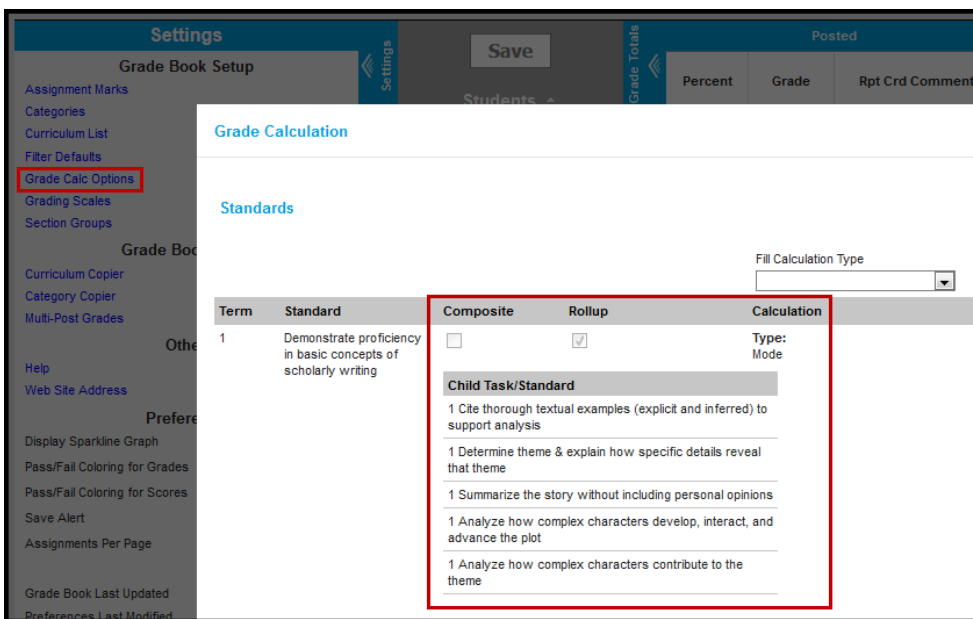 Settings
Grade Book Setup
Assignment Marks
Categories
Curriculum List
Filter Defaults
Grade Calc Options
Grading Scales
Section Groups
Grade Boo
Curriculum Copier
Category Copier
Multi-Post Grades
Othe
Help
Web Site Address
Prefere
Display Sparkline Graph
Pass/Fail Coloring for Grades
Pass/Fail Coloring for Scores
Save Alert
Assignments Per Page
Grade Book Last Updated
Preferences Last Modified
Settings
Save
Students
Grade Totals
Posted
Percent Grade Rpt Crd Comment
Grade Calculation
Standards
Fill Calculation Type
Term Standard Composite Rollup Calculation
1
Demonstrate proficiency
in basic concepts of
scholarly writing
Type:
Mode
Child Task/Standard
1 Cite thorough textual examples (explicit and inferred) to
support analysis
1 Determine theme & explain how specific details reveal
that theme
1 Summarize the story without including personal opinions
1 Analyze how complex characters develop, interact, and
advance the plot
1 Analyze how complex characters contribute to the
theme